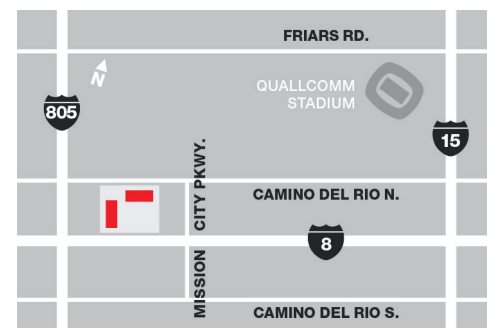 FRIARS RD.
N
QUALLCOMM
STADIUM
805
15
MISSION CITY PKWY.
CAMINO DEL RIO N.
8
CAMINO DEL RIO S.